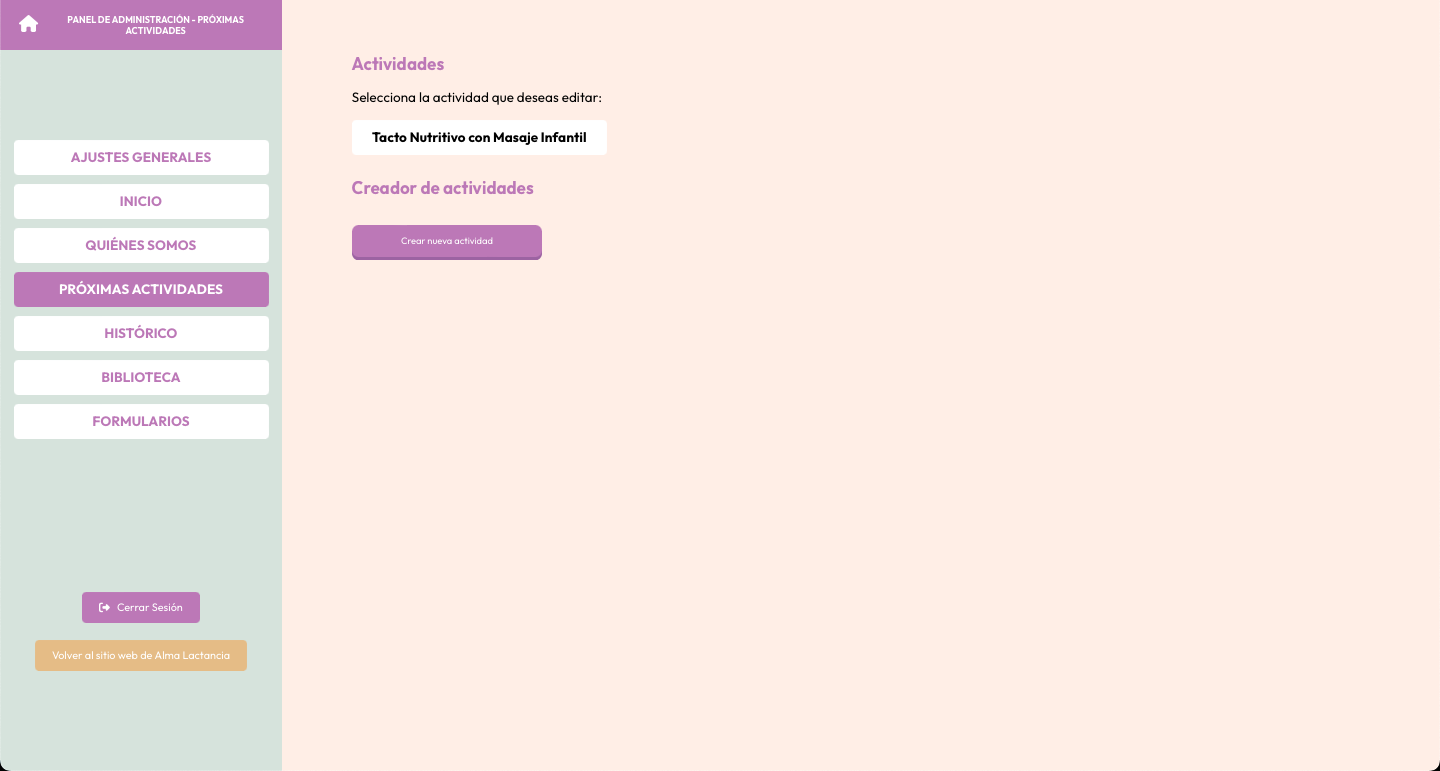 PANEL DE ADMINISTRACIÓN - PRÓXIMAS
ACTIVIDADES
AJUSTES GENERALES
INICIO
QUIÉNES SOMOS
PRÓXIMAS ACTIVIDADES
HISTÓRICO
BIBLIOTECA
FORMULARIOS
Cerrar Sesión
Volver al sitio web de Alma Lactancia
Actividades
Selecciona la actividad que deseas editar:
Tacto Nutritivo con Masaje Infantil
Creador de actividades
Crear nueva actividad